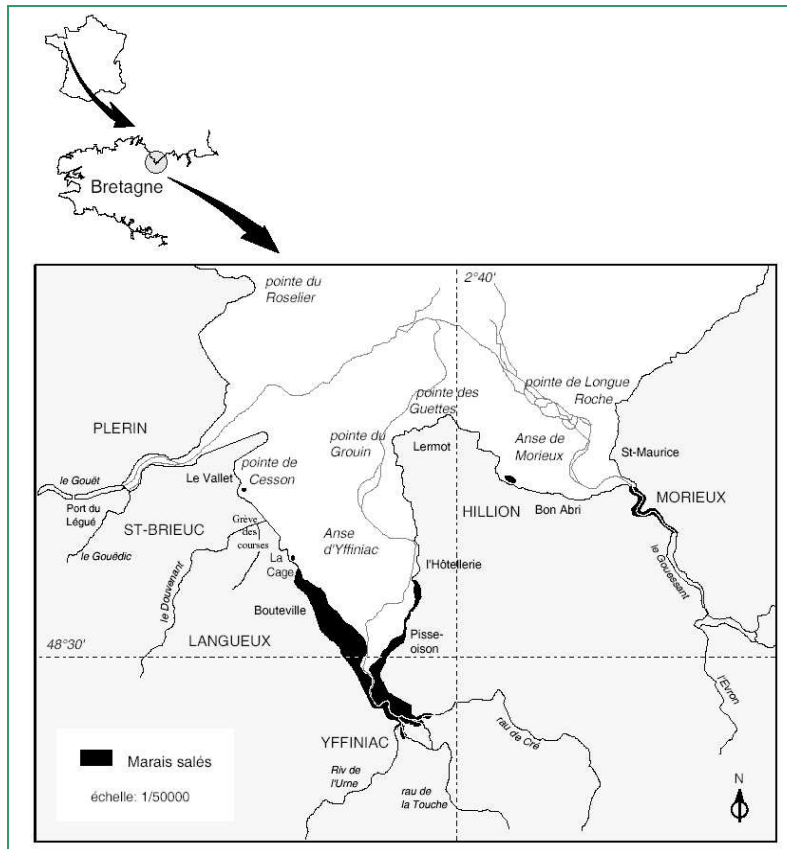 Bretagne
pointe du
Roselier
2°40'
pointe de Longue
Roche
pointe des
Guettes
PLERIN
pointe du
Grouin
Anse de
Morieux
St-Maurice
Lermot
le Gouêt
Le Vallet
pointe de
Cesson
Port du
Légué
HILLION
MORIEUX
Bon Abri
ST-BRIEUC
Grève
des
courses
Anse
d'Yffiniac
le Gouédic
La
Cage
l'Hôtellerie
le Douvenant
le Gouessant
Bouteville
LANGUEUX
Pisse-
oison
48°30'
l'Evron
rau de Cré
YFFINIAC
Marais salés
Riv de
l'Urne
rau de
la Touche
échelle: 1/50000
N